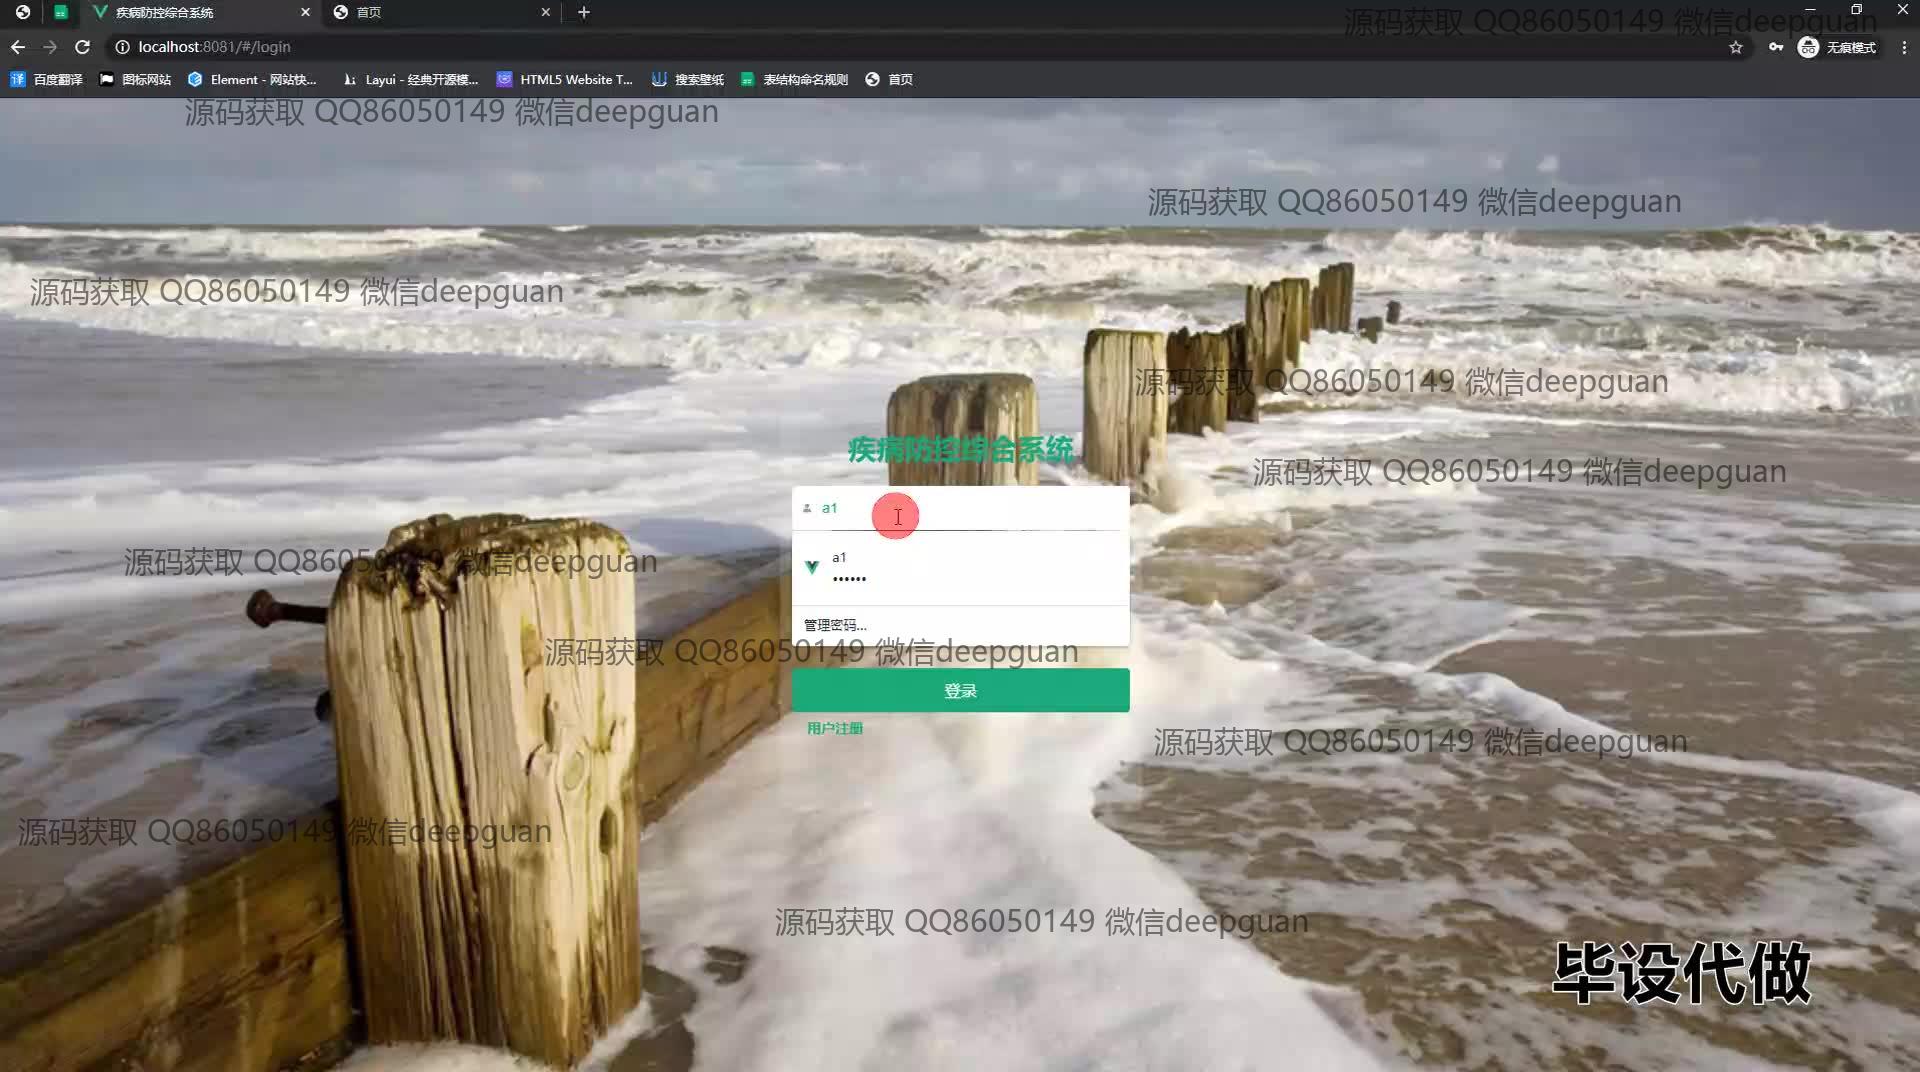 疾病防控综合系统
首页
源码获取 QQ86050149 微信deepguan
localhost:8081/#/login
无痕模式
百度翻译
图标网站
Element - 网站快...
Layui - 经典开源模...
HTML5 Website T...
搜索壁纸
表结构命名规则
首页
源码获取 QQ86050149 微信deepguan
源码获取 QQ86050149 微信deepguan
源码获取 QQ86050149 微信deepguan
源码获取 QQ86050149 微信deepguan
疾病防控综合系统
源码获取 QQ86050149 微信deepguan
a1
a1
••••••
源码获取 QQ86050149 微信deepguan
管理密码...
源码获取 QQ86050149 微信deepguan
登录
用户注册
源码获取 QQ86050149 微信deepguan
源码获取 QQ86050149 微信deepguan
源码获取 QQ86050149 微信deepguan
毕设代做